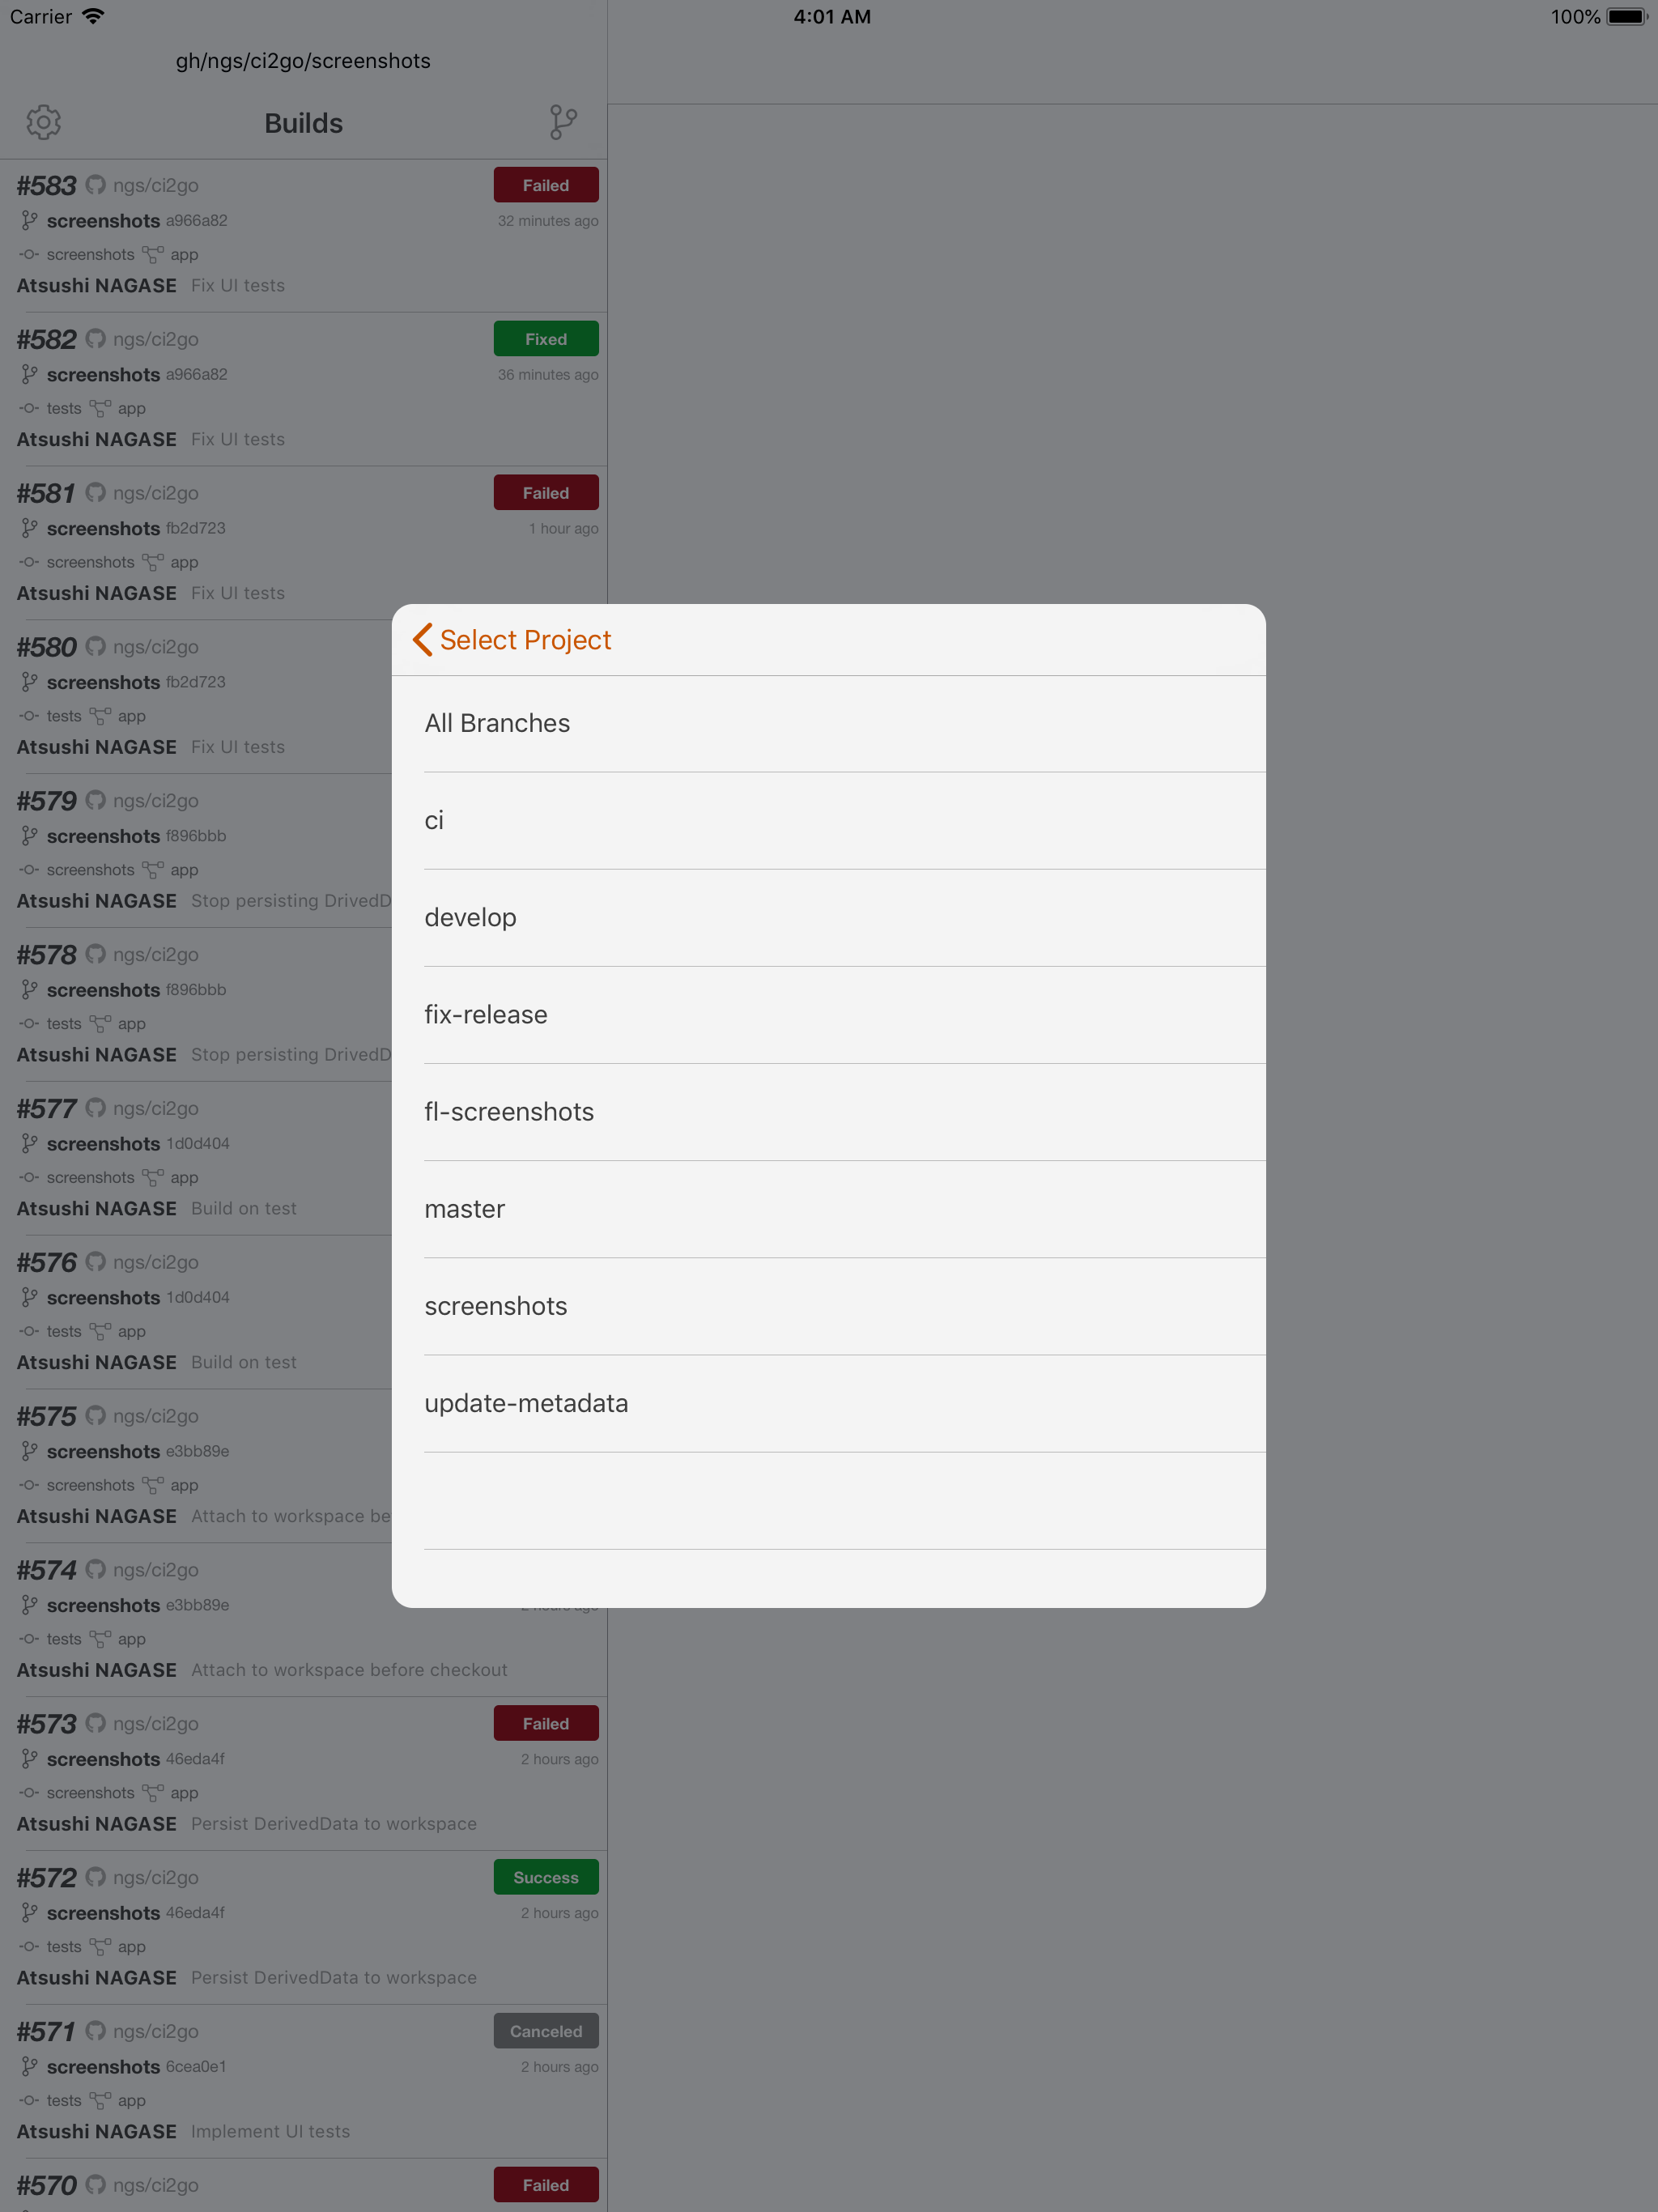 Carrier 4:01 AM 100%
gh/ngs/ci2go/screenshots
Builds
#583 ngs/ci2go Failed
screenshots a966a82 32 minutes ago
screenshots app
Atsushi NAGASE Fix UI tests
#582 ngs/ci2go Fixed
screenshots a966a82 36 minutes ago
tests app
Atsushi NAGASE Fix UI tests
#581 ngs/ci2go Failed
screenshots fb2d723 1 hour ago
screenshots app
Atsushi NAGASE Fix UI tests
#580 ngs/ci2go
screenshots fb2d723
tests app
Atsushi NAGASE Fix UI tests
#579 ngs/ci2go
screenshots f896bbb
screenshots app
Atsushi NAGASE Stop persisting DrivedD
#578 ngs/ci2go
screenshots f896bbb
tests app
Atsushi NAGASE Stop persisting DrivedD
#577 ngs/ci2go
screenshots 1d0d404
screenshots app
Atsushi NAGASE Build on test
#576 ngs/ci2go
screenshots 1d0d404
tests app
Atsushi NAGASE Build on test
#575 ngs/ci2go
screenshots e3bb89e
screenshots app
Atsushi NAGASE Attach to workspace be
#574 ngs/ci2go
screenshots e3bb89e
tests app
Atsushi NAGASE Attach to workspace before checkout
#573 ngs/ci2go Failed
screenshots 46eda4f 2 hours ago
screenshots app
Atsushi NAGASE Persist DerivedData to workspace
#572 ngs/ci2go Success
screenshots 46eda4f 2 hours ago
tests app
Atsushi NAGASE Persist DerivedData to workspace
#571 ngs/ci2go Canceled
screenshots 6cea0e1 2 hours ago
tests app
Atsushi NAGASE Implement UI tests
#570 ngs/ci2go Failed
Select Project
All Branches
ci
develop
fix-release
fl-screenshots
master
screenshots
update-metadata